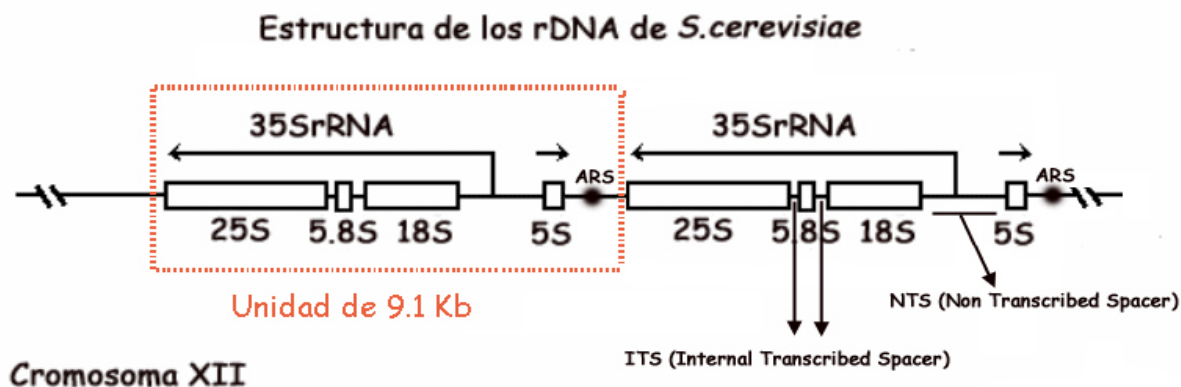 Estructura de los rDNA de S.cerevisiae
35SrRNA 35SrRNA
ARS ARS
25S 5.8S 18S 5S 25S 5.8S 18S 5S
Unidad de 9.1 Kb
NTS (Non Transcribed Spacer)
ITS (Internal Transcribed Spacer)
Cromosoma XII